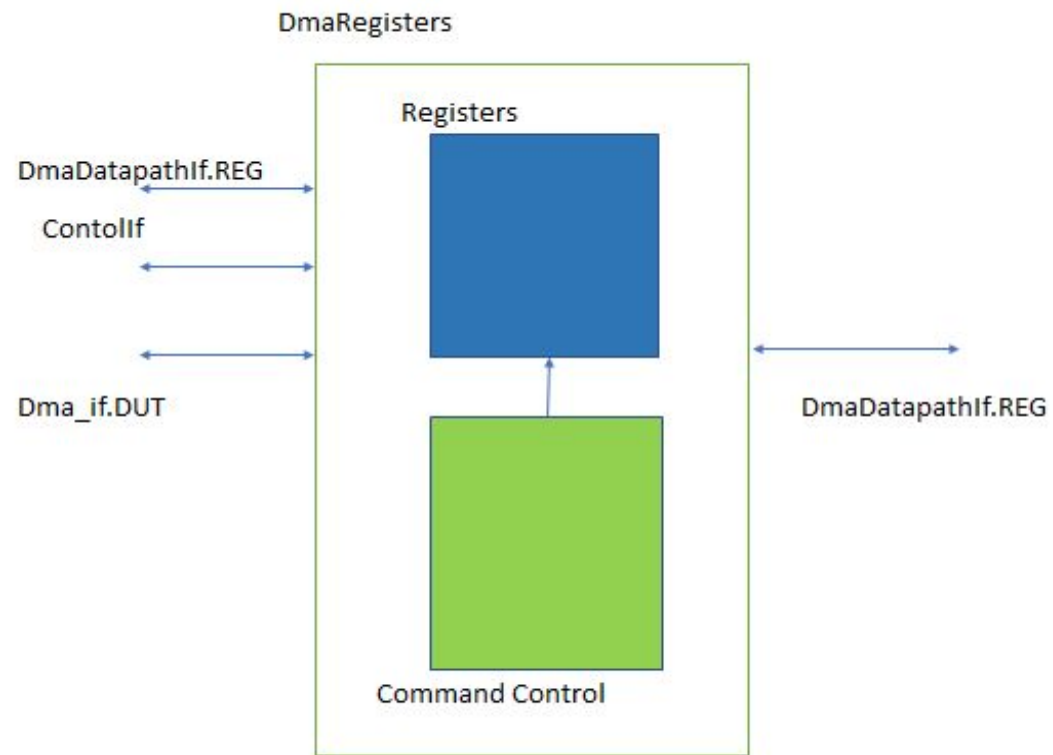 DmaRegisters
Registers
DmaDatapathIf.REG
ContolIf
Dma_if.DUT
DmaDatapathIf.REG
Command Control